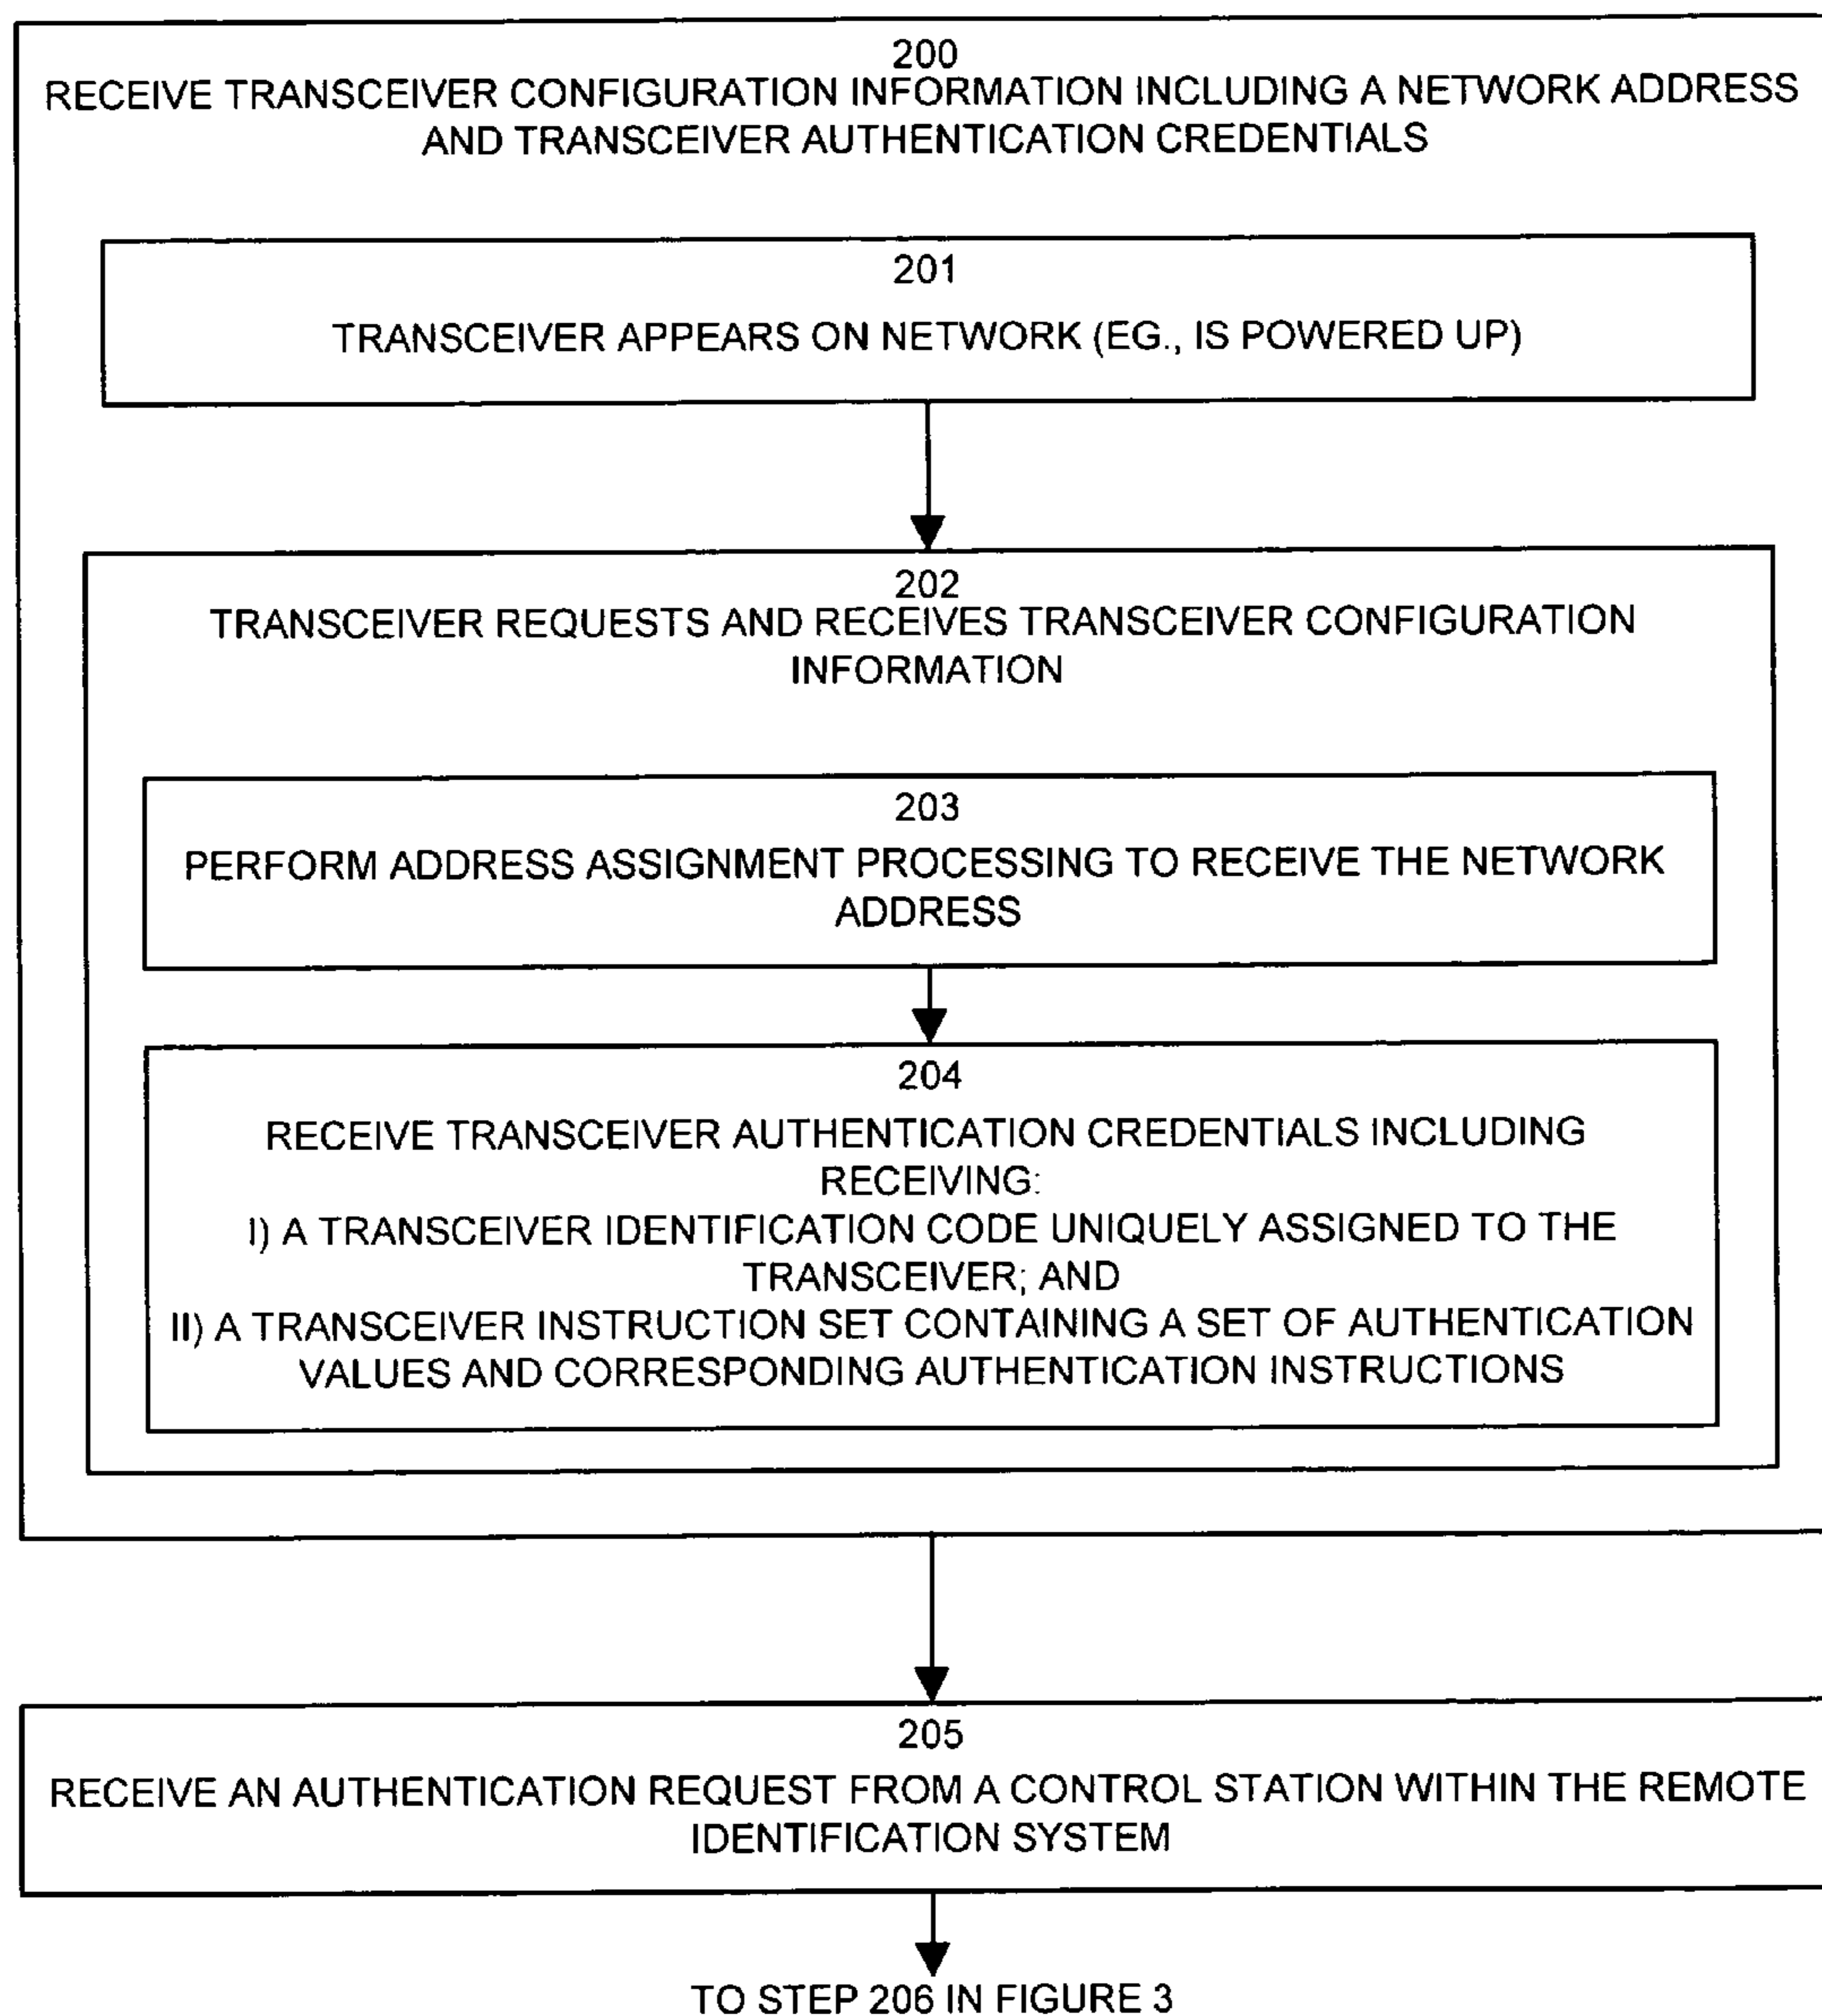 200
RECEIVE TRANSCEIVER CONFIGURATION INFORMATION INCLUDING A NETWORK ADDRESS
AND TRANSCEIVER AUTHENTICATION CREDENTIALS
201
TRANSCEIVER APPEARS ON NETWORK (EG., IS POWERED UP)
202
TRANSCEIVER REQUESTS AND RECEIVES TRANSCEIVER CONFIGURATION
INFORMATION
203
PERFORM ADDRESS ASSIGNMENT PROCESSING TO RECEIVE THE NETWORK
ADDRESS
204
RECEIVE TRANSCEIVER AUTHENTICATION CREDENTIALS INCLUDING
RECEIVING:
I) A TRANSCEIVER IDENTIFICATION CODE UNIQUELY ASSIGNED TO THE
TRANSCEIVER; AND
II) A TRANSCEIVER INSTRUCTION SET CONTAINING A SET OF AUTHENTICATION
VALUES AND CORRESPONDING AUTHENTICATION INSTRUCTIONS
205
RECEIVE AN AUTHENTICATION REQUEST FROM A CONTROL STATION WITHIN THE REMOTE
IDENTIFICATION SYSTEM
TO STEP 206 IN FIGURE 3